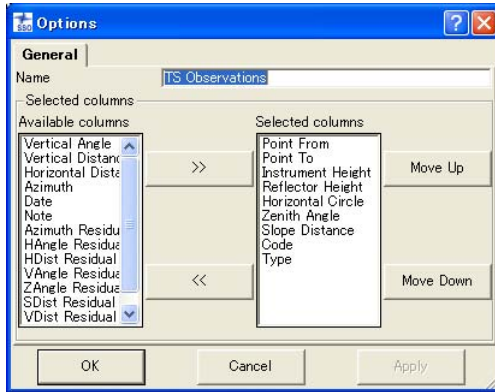 SSO Options
General
Name TS Observations
Selected columns
Available columns
Vertical Angle
Vertical Distanc
Horizontal Dista
Azimuth
Date
Note
Azimuth Residua
HAngle Residua
HDist Residual
VAngle Residua
ZAngle Residua
SDist Residual
VDist Residual
>>
<<
Selected columns
Point From
Point To
Instrument Height
Reflector Height
Horizontal Circle
Zenith Angle
Slope Distance
Code
Type
Move Up
Move Down
OK Cancel Apply